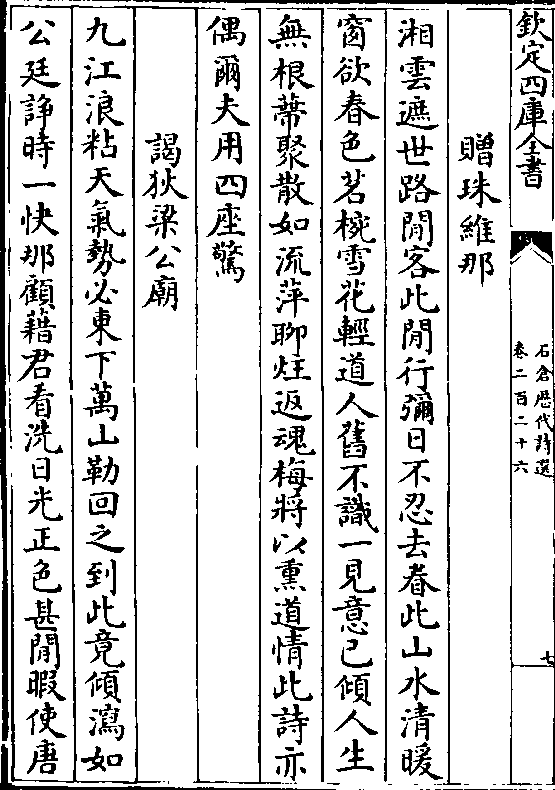 欽定四庫全書
石倉歴代詩選
卷二百二十六
七
贈珠維那
湘雲遮世路閒客此閒行彌日不忍去眷此山水清暖
窗欲春色茗椀雪花輕道人舊不識一見意已傾人生
無根蔕聚散如流萍聊炷返魂梅將以熏道情此詩亦
偶爾夫用四座驚
謁狄梁公廟
九江浪粘天氣勢必東下萬山勒回之到此竟傾瀉如
公廷諍時一快那顧藉君看洗日光正色甚閒暇使唐